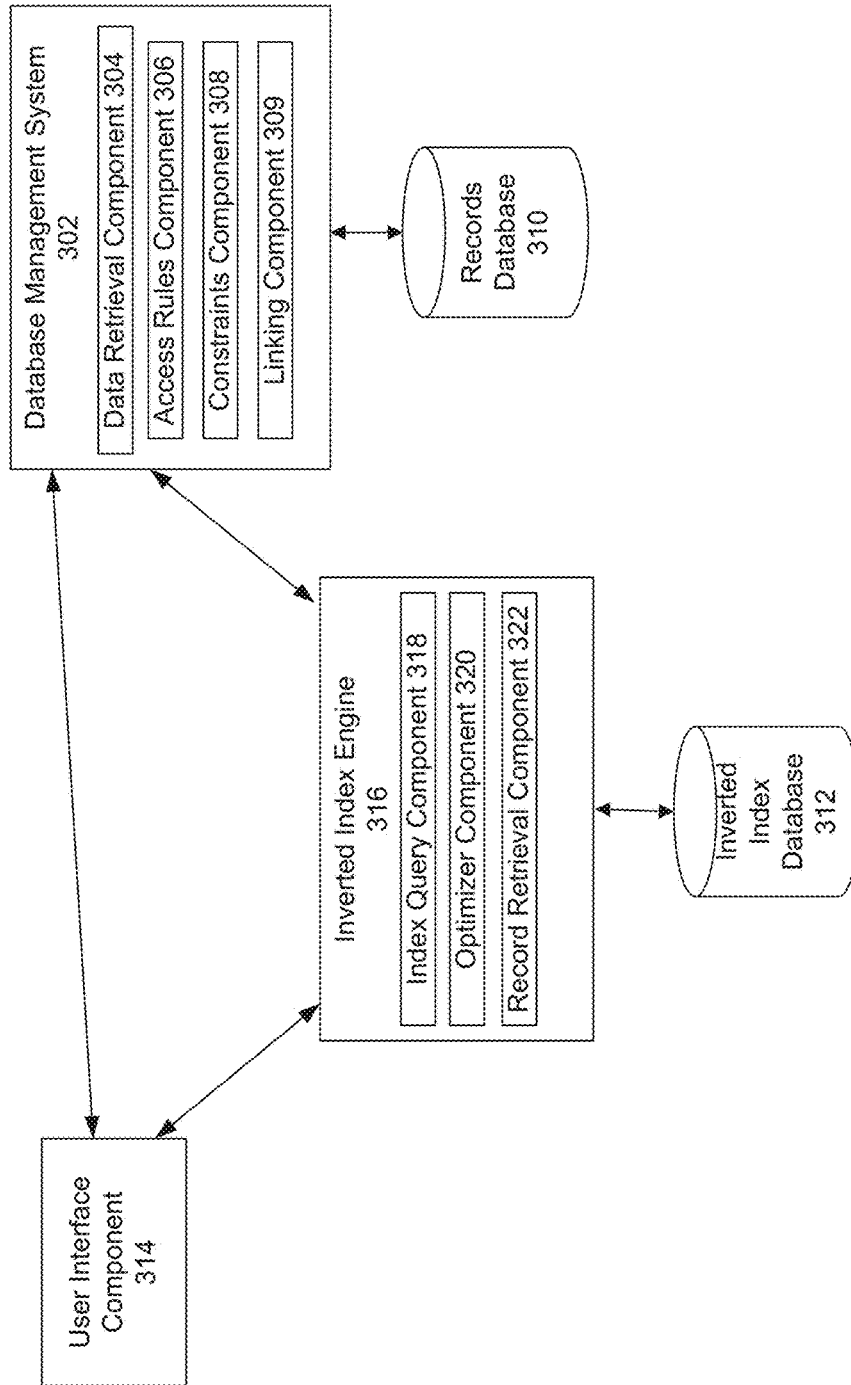 User Interface
Component
314
Inverted Index Engine
316
Index Query Component 318
Optimizer Component 320
Record Retrieval Component 322
Inverted
Index
Database
312
Database Management
System
302
Data Retrieval Component 304
Access Rules Component 306
Constraints Component 308
Linking Component 309
Records
Database
310